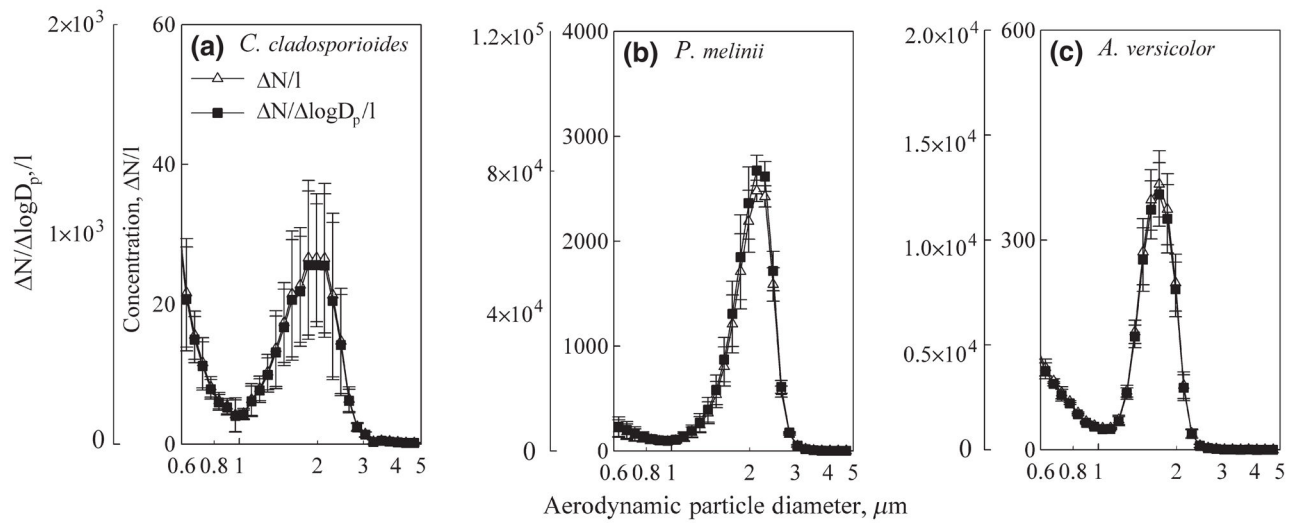 2×10³
1×10³
0
ΔN/ΔlogDₚ,/l
60
40
20
0
Concentration, ΔN/l
(a) C. cladosporioides
ΔN/l
ΔN/ΔlogDₚ/l
0.6 0.8 1 2 3 4 5
1.2×10⁵
8×10⁴
4×10⁴
0
4000
3000
2000
1000
0
(b) P. melinii
0.6 0.8 1 2 3 4 5
2.0×10⁴
1.5×10⁴
1.0×10⁴
0.5×10⁴
0
600
300
0
(c) A. versicolor
0.6 0.8 1 2 3 4 5
Aerodynamic particle diameter, μm